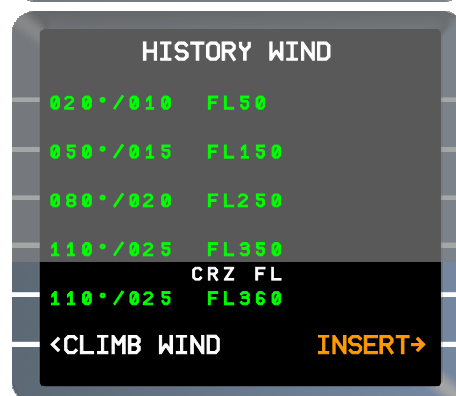 HISTORY WIND
020°/010 FL50
050°/015 FL150
080°/020 FL250
110°/025 FL350
CRZ FL
110°/025 FL360
<CLIMB WIND INSERT→